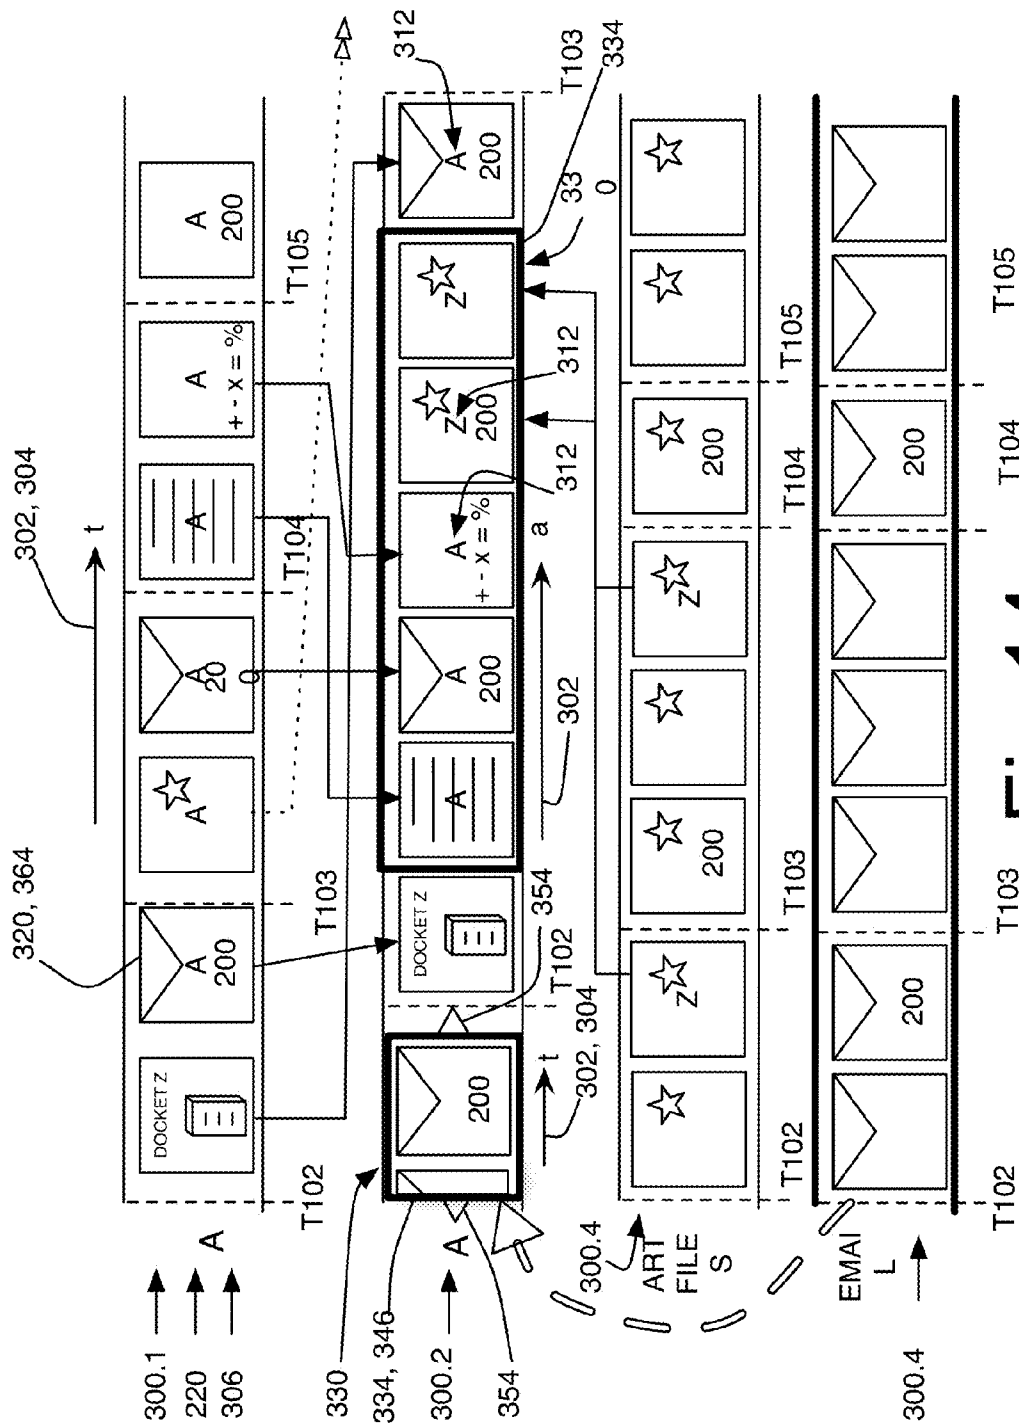 302, 304
t
320, 364
300.1
220
306
A
DOCKET Z
A
200
A
A
20
0
A
A
+ - x = %
A
200
T102
T103
T104
T105
312
330
334, 346
300.2
A
354
200
DOCKET Z
A
A
200
A
+ - x = %
Z
200
Z
A
200
t
302, 304
T102
354
302
a
312
312
33
0
334
T103
300.4
ART
FILE
S
Z
200
Z
200
T102
T103
T104
T105
EMAI
L
300.4
200
200
T102
T103
T104
T105